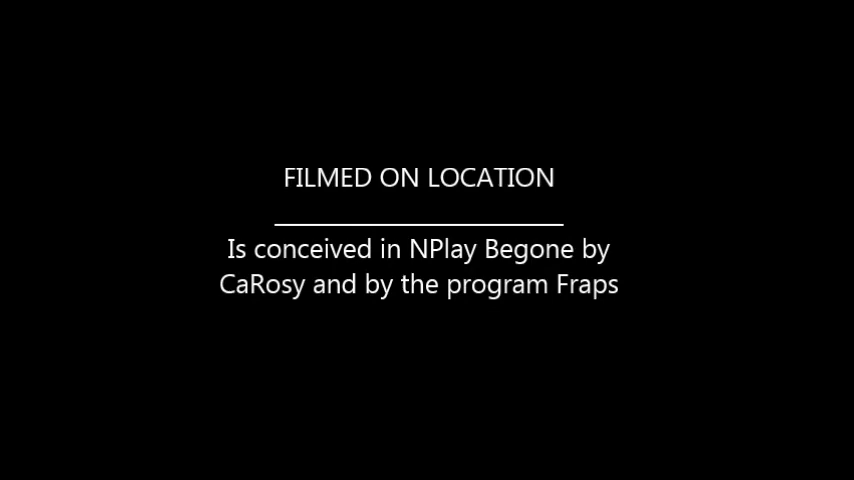 FILMED ON LOCATION
Is conceived in NPlay Begone by
CaRosy and by the program Fraps